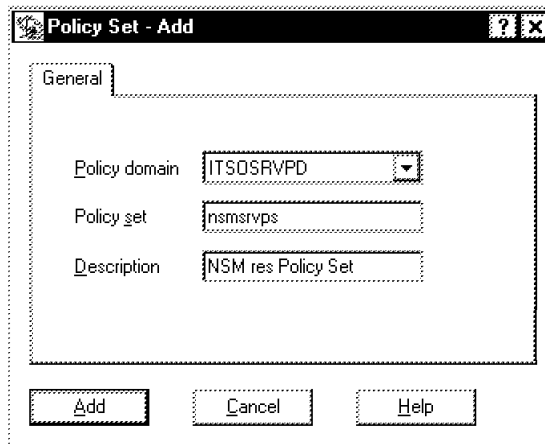 Policy Set - Add
General
Policy domain ITSOSRVPD
Policy set nsmsrvps
Description NSM res Policy Set
Add Cancel Help